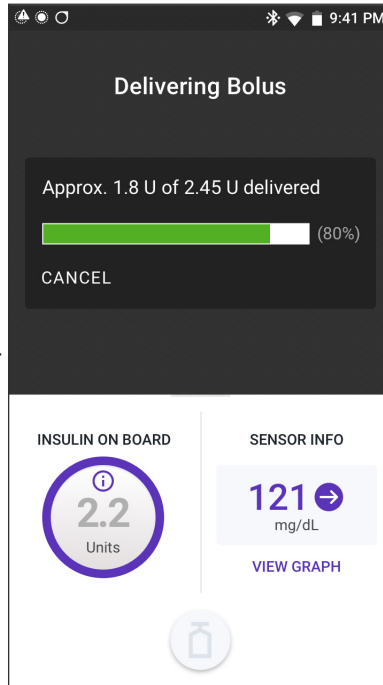 9:41 PM
Delivering Bolus
Approx. 1.8 U of 2.45 U delivered
(80%)
CANCEL
INSULIN ON BOARD
2.2
Units
SENSOR INFO
121
mg/dL
VIEW GRAPH